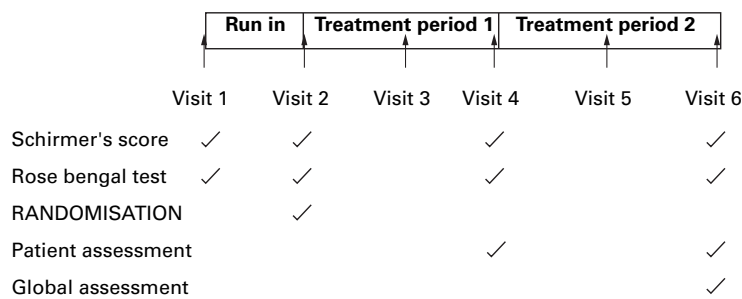 Run in Treatment period 1 Treatment period 2
Visit 1 Visit 2 Visit 3 Visit 4 Visit 5 Visit 6
Schirmer's score ✓ ✓ ✓ ✓
Rose bengal test ✓ ✓ ✓ ✓
RANDOMISATION ✓
Patient assessment ✓ ✓
Global assessment ✓